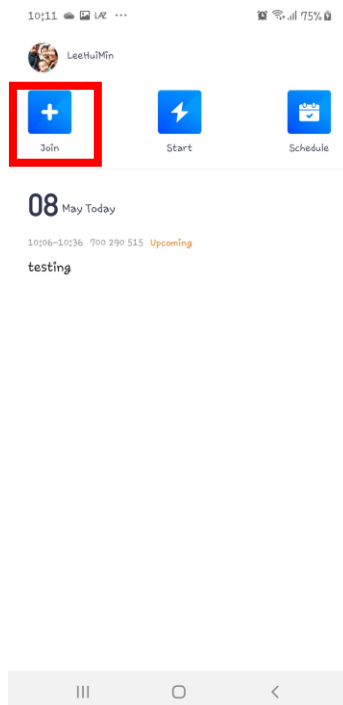 10:11 LAZ ... 75%
LeeHuiMin
Join Start Schedule
08 May Today
10:06-10:36 700 290 515 Upcoming
testing